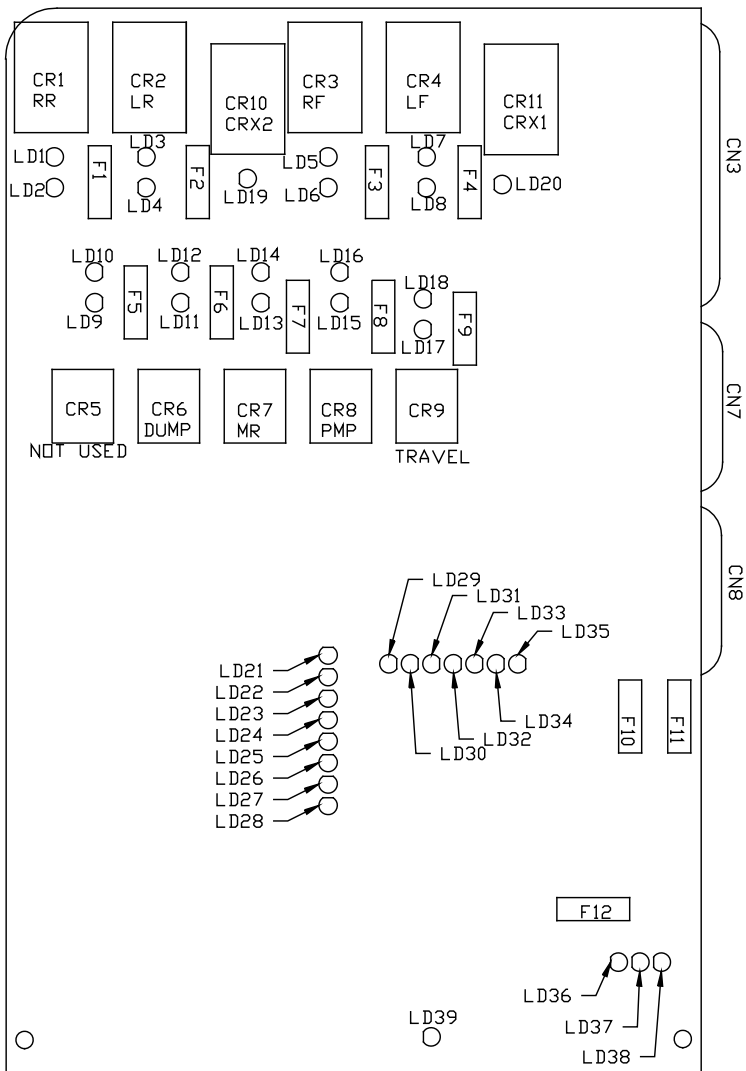 CR1
RR
CR2
LR
CR10
CRX2
CR3
RF
CR4
LF
CR11
CRX1
CN3
LD1
LD2
F1
LD3
LD4
F2
LD19
LD5
LD6
F3
LD7
LD8
F4
LD20
LD10
LD9
F5
LD12
LD11
F6
LD14
LD13
F7
LD16
LD15
F8
LD18
LD17
F9
CN7
CR5
NOT USED
CR6
DUMP
CR7
MR
CR8
PMP
CR9
TRAVEL
CN8
LD29
LD31
LD33
LD35
LD21
LD22
LD23
LD24
LD25
LD26
LD27
LD28
LD34
LD32
LD30
F10
F11
F12
LD36
LD37
LD38
LD39